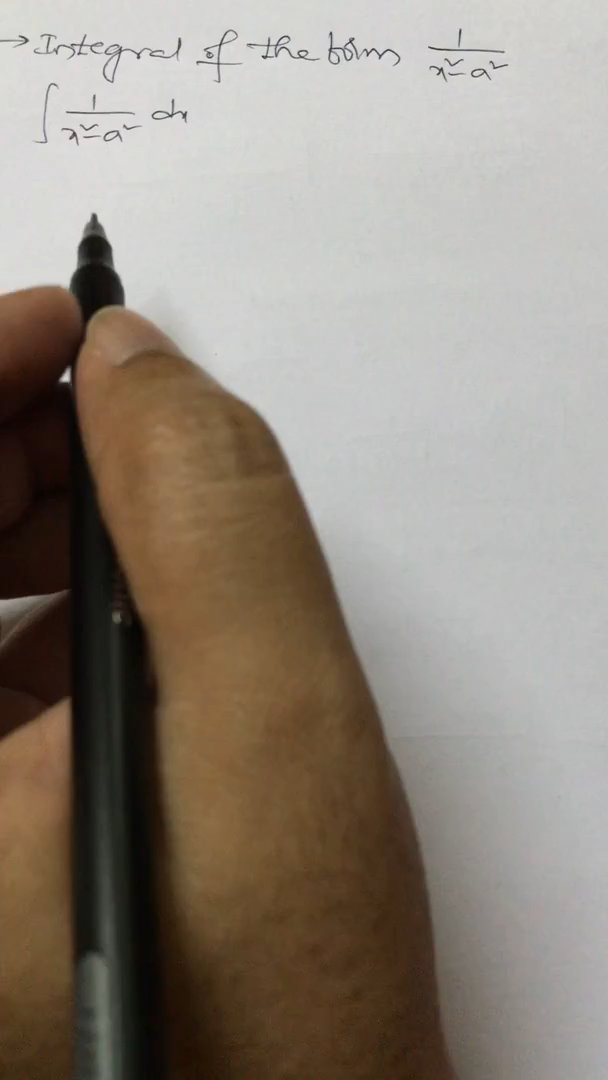 → Integral of the form 1/(x²-a²)
∫ 1/(x²-a²) dx